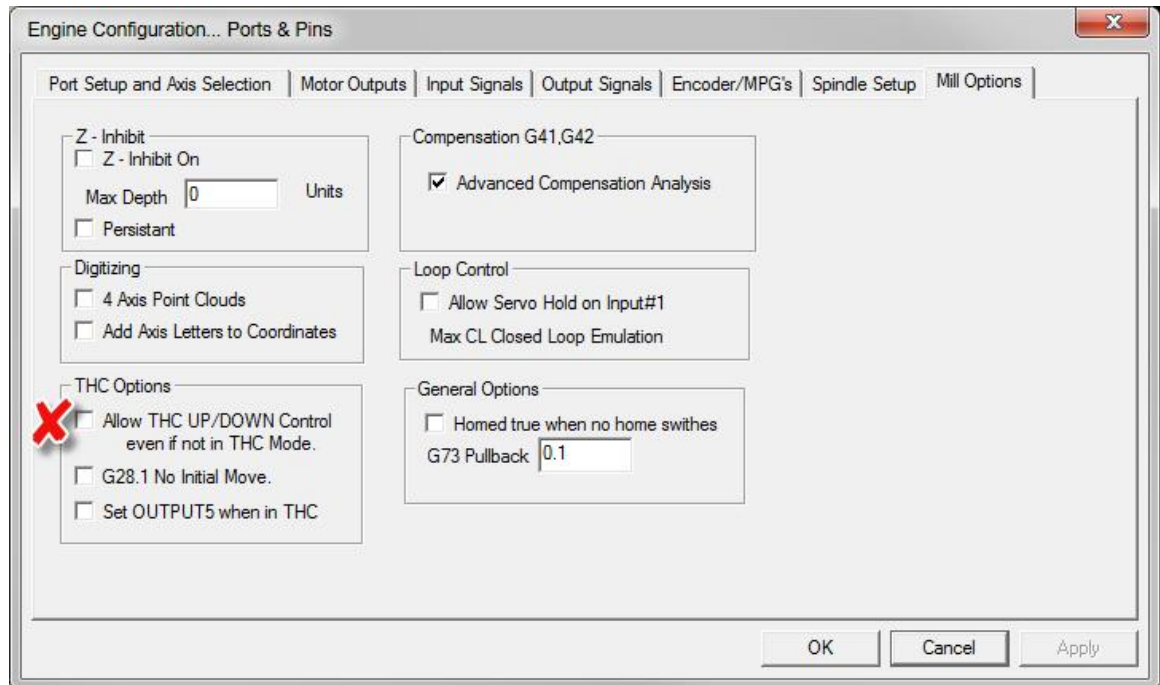 Engine Configuration... Ports & Pins
Port Setup and Axis Selection
Motor Outputs
Input Signals
Output Signals
Encoder/MPG's
Spindle Setup
Mill Options
Z - Inhibit
Z - Inhibit On
Max Depth 0 Units
Persistant
Digitizing
4 Axis Point Clouds
Add Axis Letters to Coordinates
THC Options
Allow THC UP/DOWN Control
even if not in THC Mode.
G28.1 No Initial Move.
Set OUTPUT5 when in THC
Compensation G41,G42
Advanced Compensation Analysis
Loop Control
Allow Servo Hold on Input#1
Max CL Closed Loop Emulation
General Options
Homed true when no home swithes
G73 Pullback 0.1
OK
Cancel
Apply